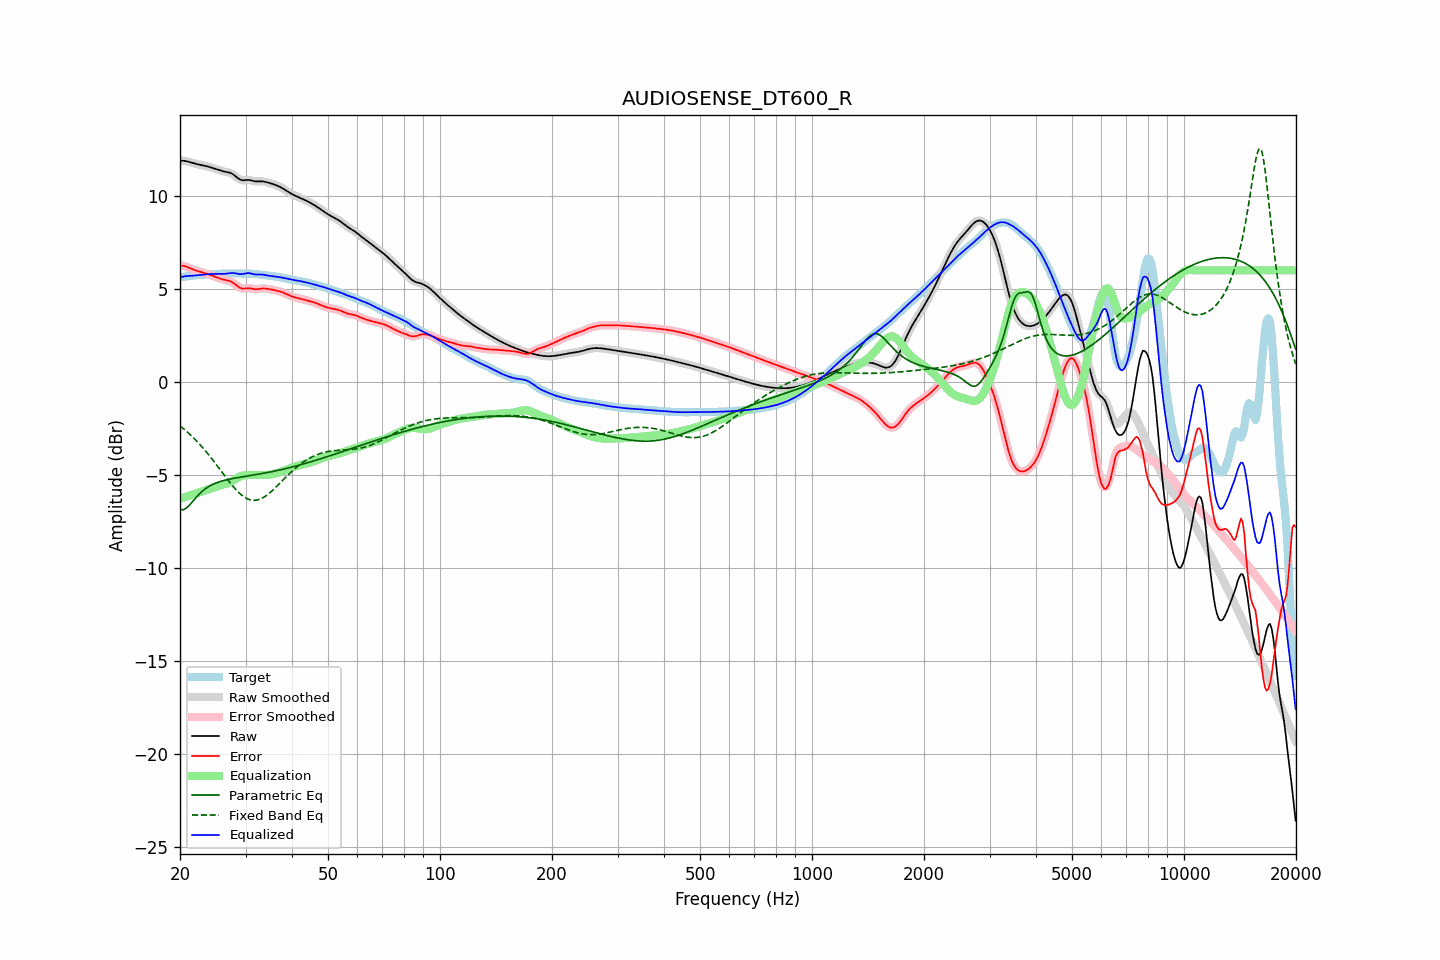 AUDIOSENSE_DT600_R
Amplitude (dBr)
10
5
0
−5
−10
−15
−20
−25
Target
Raw Smoothed
Error Smoothed
Raw
Error
Equalization
Parametric Eq
Fixed Band Eq
Equalized
20
50
100
200
500
1000
2000
5000
10000
20000
Frequency (Hz)